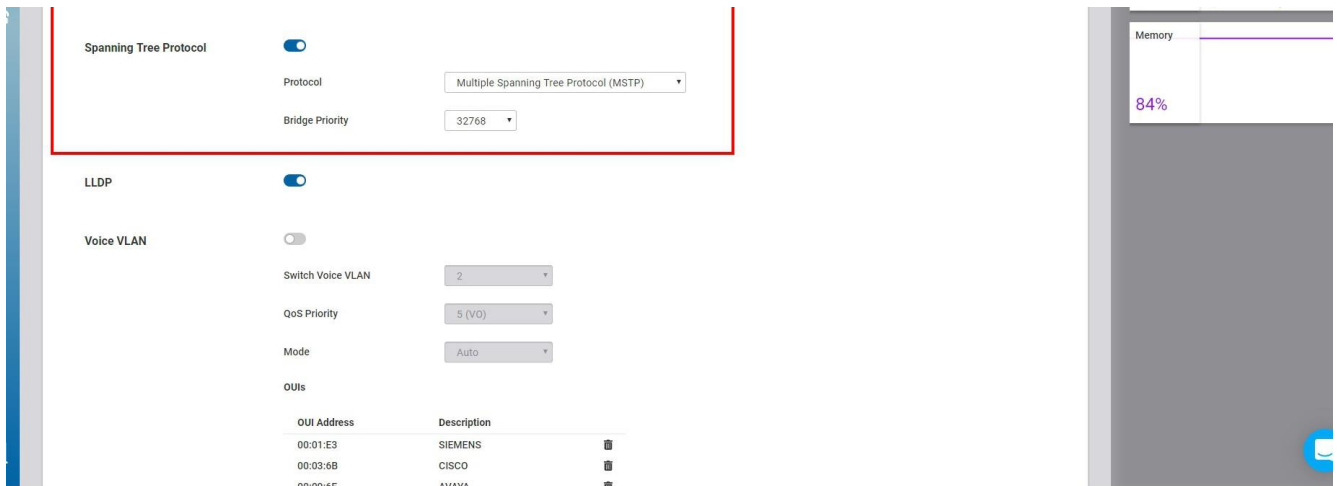 Spanning Tree Protocol
Protocol
Multiple Spanning Tree Protocol (MSTP)
Bridge Priority
32768
LLDP
Voice VLAN
Switch Voice VLAN
2
QoS Priority
5 (VO)
Mode
Auto
OUIs
OUI Address Description
00:01:E3 SIEMENS
00:03:6B CISCO
AVAYA
Memory
84%